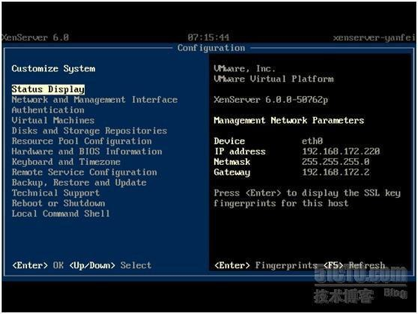 XenServer 6.0 07:15:44 xenserver-yanfei
Configuration
Customize System
Status Display
Network and Management Interface
Authentication
Virtual Machines
Disks and Storage Repositories
Resource Pool Configuration
Hardware and BIOS Information
Keyboard and Timezone
Remote Service Configuration
Backup, Restore and Update
Technical Support
Reboot or Shutdown
Local Command Shell
<Enter> OK <Up/Down> Select
VMware, Inc.
VMware Virtual Platform
XenServer 6.0.0-50762p
Management Network Parameters
Device eth0
IP address 192.168.172.220
Netmask 255.255.255.0
Gateway 192.168.172.2
Press <Enter> to display the SSL key
fingerprints for this host
<Enter> Fingerprints <F5> Refresh
51CTO.com
技术博客 Blog